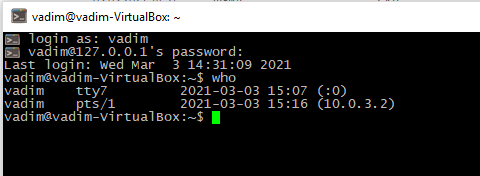 vadim@vadim-VirtualBox: ~
login as: vadim
vadim@127.0.0.1's password:
Last login: Wed Mar  3 14:31:09 2021
vadim@vadim-VirtualBox:~$ who
vadim    tty7         2021-03-03 15:07 (:0)
vadim    pts/1        2021-03-03 15:16 (10.0.3.2)
vadim@vadim-VirtualBox:~$